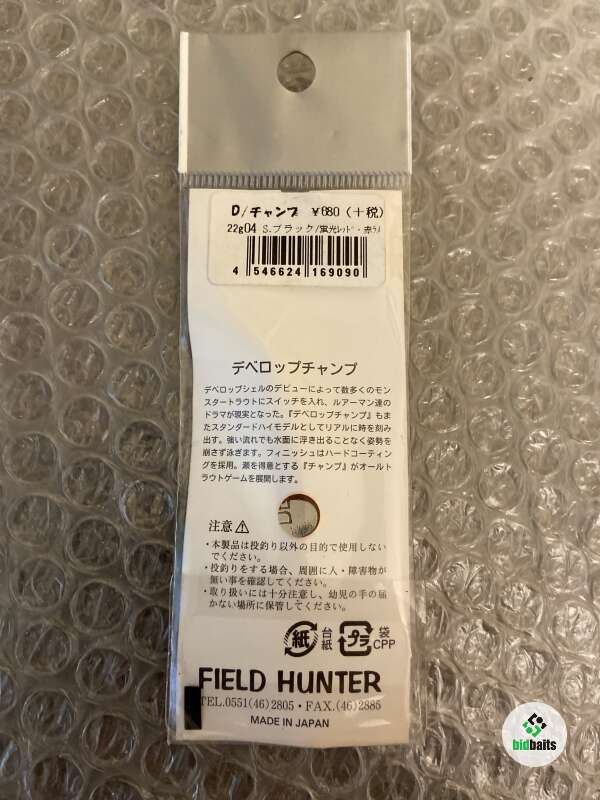 D/チャンプ ¥680(+税)
22g04 S.ブラック/蛍光ﾚｯﾄﾞ・赤ﾗﾒ
4 546624 169090
デベロップチャンプ
デベロップシェルのデビューによって数多くのモン
スタートラウトにスイッチを入れ、ルアーマン達の
ドラマが現実となった。『デベロップチャンプ』もま
たスタンダードハイモデルとしてリアルに時を刻み
出す。強い流れでも水面に浮き出ることなく姿勢を
崩さず泳ぎます。フィニッシュはハードコーティン
グを採用。瀬を得意とする『チャンプ』がオールト
ラウトゲームを展開します。
注意⚠
・本製品は投釣り以外の目的で使用しない
でください。
・投釣りをする場合、周囲に人・障害物が
無い事を確認してください。
・取り扱いには十分注意し、幼児の手の届
かない場所に保管してください。
紙 台紙 プラ 袋 CPP
FIELD HUNTER
TEL.0551(46)2805・FAX.(46)2885
MADE IN JAPAN
bidbaits